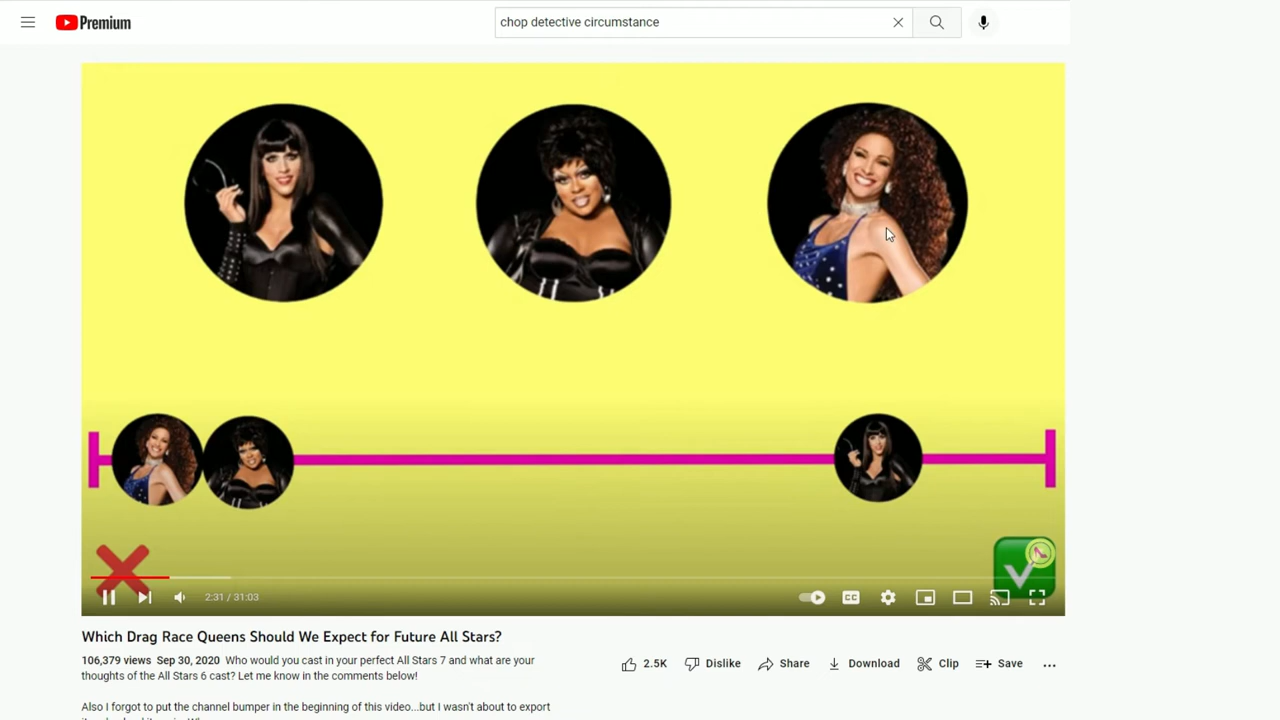 Premium
chop detective circumstance
2:31 / 31:03
CC
Which Drag Race Queens Should We Expect for Future All Stars?
106,379 views Sep 30, 2020 Who would you cast in your perfect All Stars 7 and what are your
thoughts of the All Stars 6 cast? Let me know in the comments below!
2.5K Dislike Share Download Clip Save
Also I forgot to put the channel bumper in the beginning of this video...but I wasn't about to export